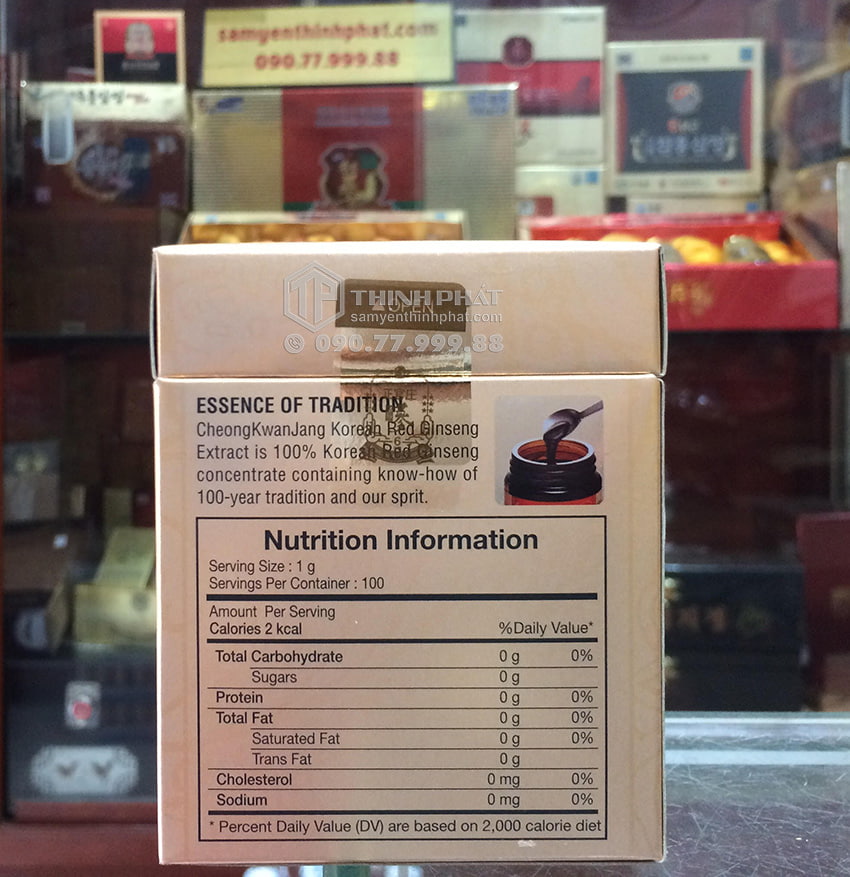 samyenthinhphat.com
090.77.999.88
THỊNH PHÁT
samyenthinhphat.com
090.77.999.88
▲OPEN
ESSENCE OF TRADITION
CheongKwanJang Korean Red Ginseng
Extract is 100% Korean Red Ginseng
concentrate containing know-how of
100-year tradition and our sprit.
Nutrition Information
Serving Size : 1 g
Servings Per Container : 100
Amount Per Serving
Calories 2 kcal %Daily Value*
Total Carbohydrate 0 g 0%
Sugars 0 g
Protein 0 g 0%
Total Fat 0 g 0%
Saturated Fat 0 g 0%
Trans Fat 0 g
Cholesterol 0 mg 0%
Sodium 0 mg 0%
* Percent Daily Value (DV) are based on 2,000 calorie diet